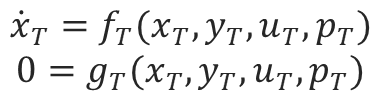 ẋ_T = f_T(x_T, y_T, u_T, p_T)
0 = g_T(x_T, y_T, u_T, p_T)